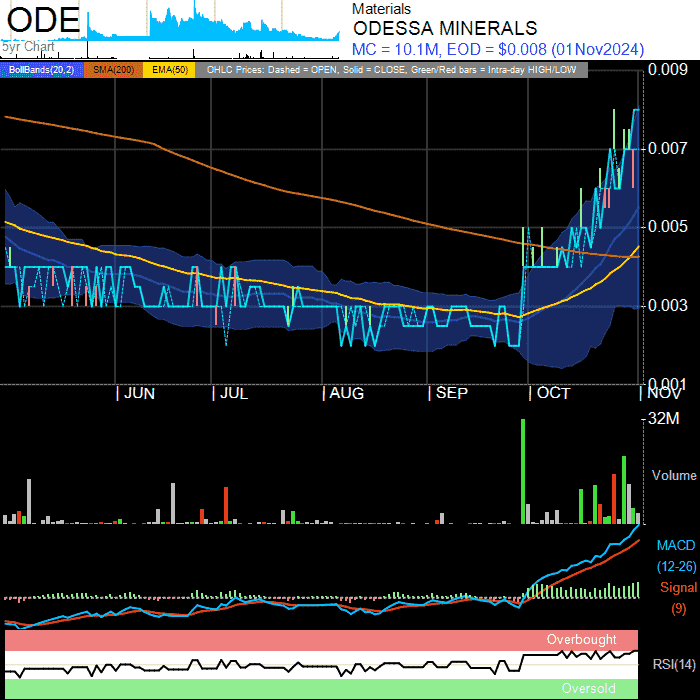 ODE
5yr Chart
Materials
ODESSA MINERALS
MC = 10.1M, EOD = $0.008 (01Nov2024)
BollBands(20,2) SMA(200) EMA(50) OHLC Prices: Dashed = OPEN, Solid = CLOSE, Green/Red bars = Intra-day HIGH/LOW
0.009
0.007
0.005
0.003
0.001
JUN JUL AUG SEP OCT NOV
32M
Volume
MACD
(12-26)
Signal
(9)
Overbought
RSI(14)
Oversold